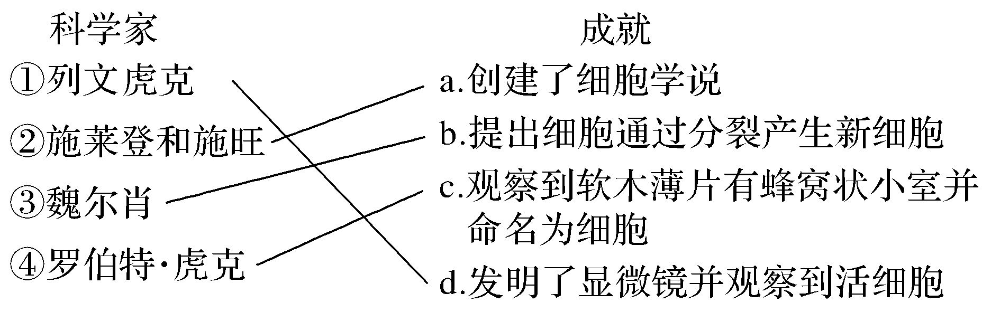 科学家
成就
①列文虎克
a.创建了细胞学说
②施莱登和施旺
b.提出细胞通过分裂产生新细胞
③魏尔肖
c.观察到软木薄片有蜂窝状小室并
命名为细胞
④罗伯特·虎克
d.发明了显微镜并观察到活细胞